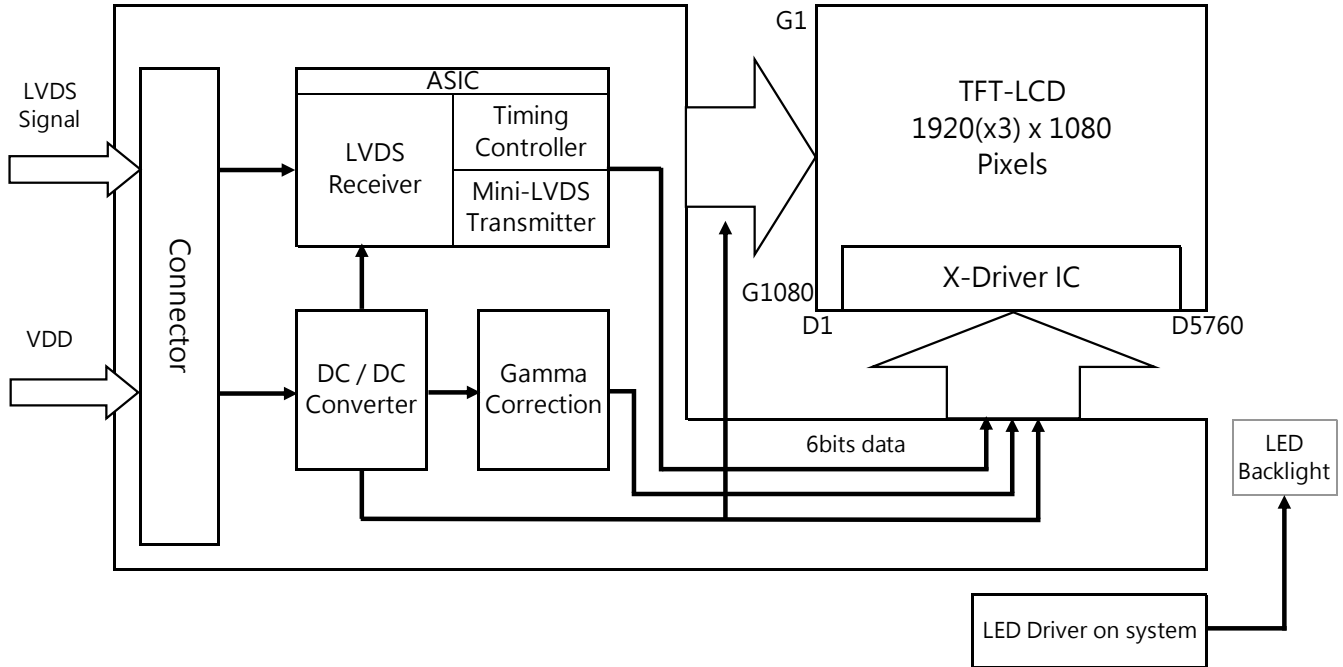 G1
ASIC
LVDS
Signal
LVDS
Receiver
Timing
Controller
Mini-LVDS
Transmitter
TFT-LCD
1920(x3) x 1080
Pixels
Connector
X-Driver IC
G1080
D1
D5760
VDD
DC / DC
Converter
Gamma
Correction
6bits data
LED
Backlight
LED Driver on system